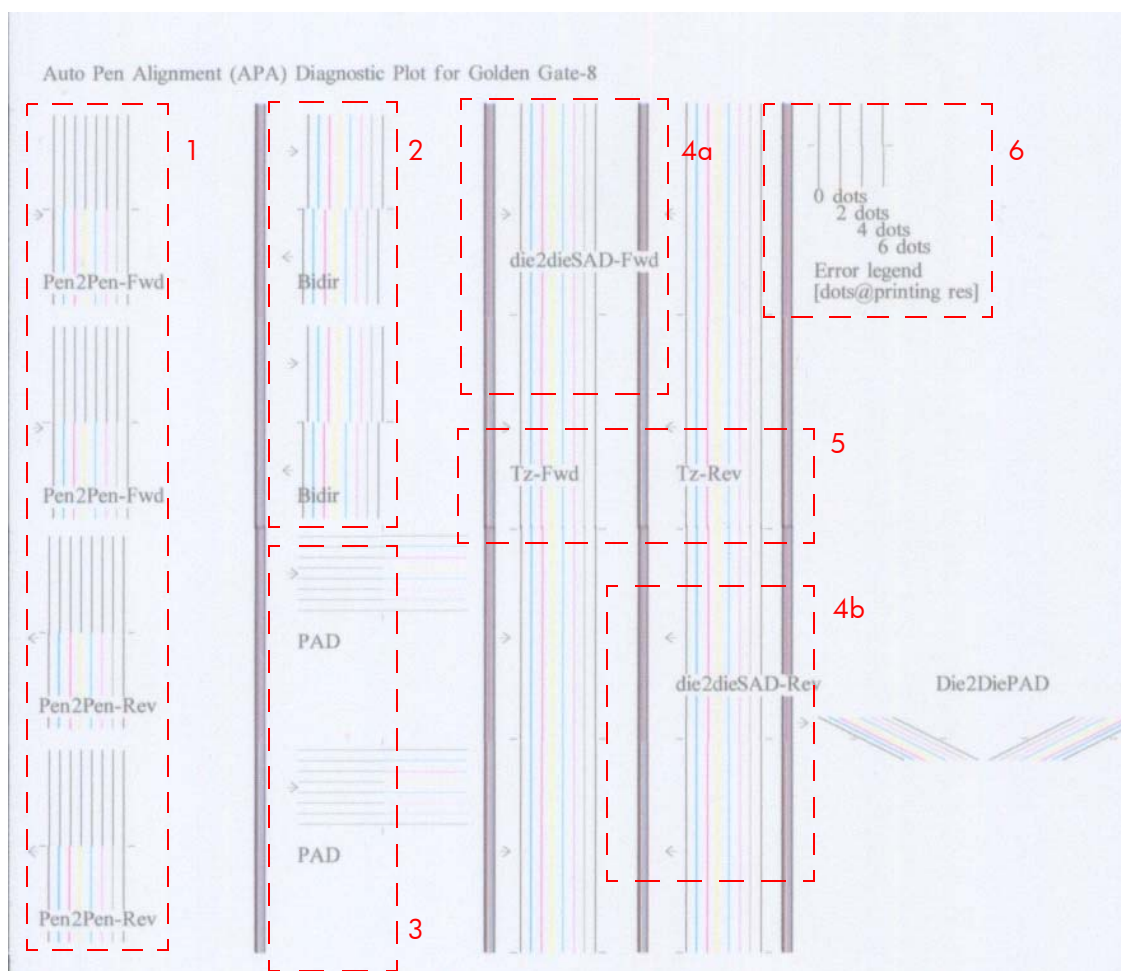 Auto Pen Alignment (APA) Diagnostic Plot for Golden Gate-8
1
2
4a
6
0 dots
2 dots
4 dots
6 dots
Error legend
[dots@printing res]
die2dieSAD-Fwd
Pen2Pen-Fwd
Bidir
5
Tz-Fwd
Tz-Rev
Pen2Pen-Fwd
Bidir
4b
PAD
die2dieSAD-Rev
Die2DiePAD
Pen2Pen-Rev
PAD
Pen2Pen-Rev
3